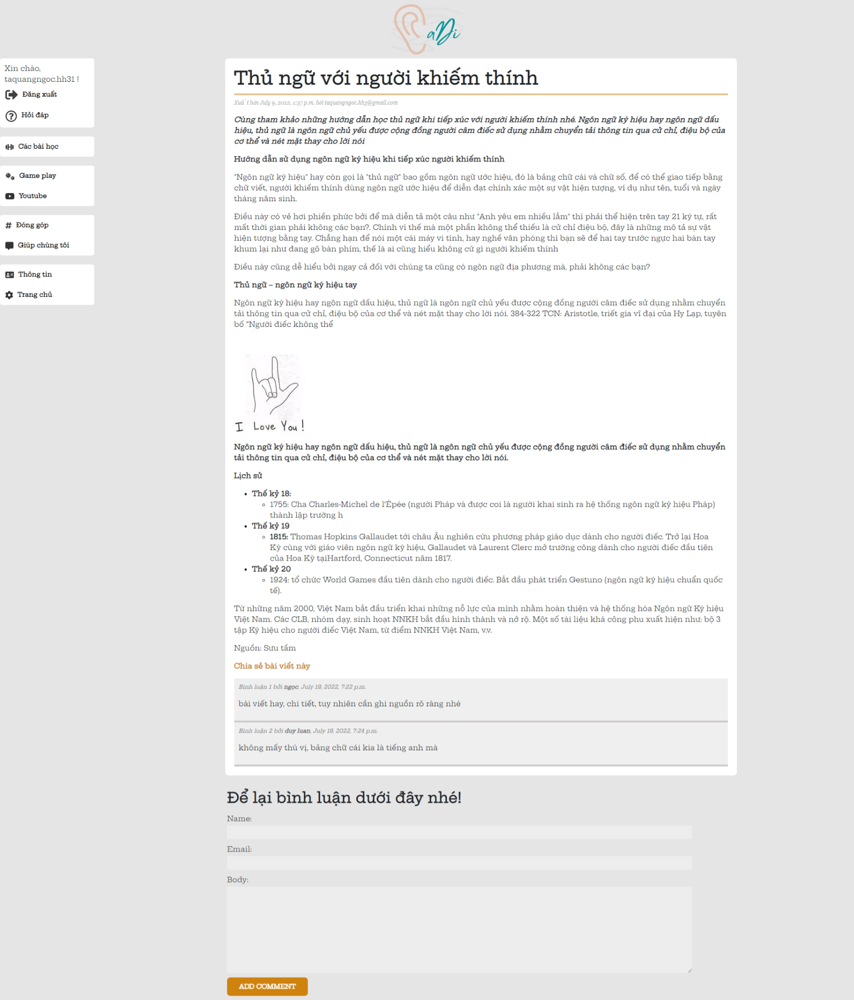 aDi
Xin chào,
taquangngoc.hh31 !
Đăng xuất
Hỏi đáp
Các bài học
Game play
Youtube
Đóng góp
Giúp chùng tôi
Thông tin
Trang chủ
Thủ ngữ với người khiếm thính
Xuất bản July 9, 2022, 1:57 p.m. bởi taquangngoc.hh3@gmail.com
Cùng tham khảo những hướng dẫn học thủ ngữ khi tiếp xúc với người khiếm thính nhé. Ngôn ngữ ký hiệu hay ngôn ngữ dấu
hiệu, thủ ngữ là ngôn ngữ chủ yếu được cộng đồng người câm điếc sử dụng nhằm chuyển tải thông tin qua cử chỉ, điệu bộ của
cơ thể và nét mặt thay cho lời nói
Hướng dẫn sử dụng ngôn ngữ ký hiệu khi tiếp xúc người khiếm thính
"Ngôn ngữ ký hiệu" hay còn gọi là "thủ ngữ" bao gồm ngôn ngữ ước hiệu, đó là bảng chữ cái và chữ số, để có thể giao tiếp bằng
chữ viết, người khiếm thính dùng ngôn ngữ ước hiệu để diễn đạt chính xác một sự vật hiện tượng, ví dụ như tên, tuổi và ngày
tháng năm sinh.
Điều này có vẻ hơi phiền phức bởi để mà diễn tả một câu như "Anh yêu em nhiều lắm" thì phải thể hiện trên tay 21 ký tự, rất
mất thời gian phải không các bạn?. Chính vì thế mà một phần không thể thiếu là cử chỉ điệu bộ, đây là những mô tả sự vật
hiện tượng bằng tay. Chẳng hạn để nói một cái máy vi tính, hay nghề văn phòng thì bạn sẽ để hai tay trước ngực hai bàn tay
khum lại như đang gõ bàn phím, thế là ai cũng hiểu không cứ gì người khiếm thính
Điều này cũng dễ hiểu bởi ngay cả đối với chúng ta cũng có ngôn ngữ địa phương mà, phải không các bạn?
Thủ ngữ – ngôn ngữ ký hiệu tay
Ngôn ngữ ký hiệu hay ngôn ngữ dấu hiệu, thủ ngữ là ngôn ngữ chủ yếu được cộng đồng người câm điếc sử dụng nhằm chuyển
tải thông tin qua cử chỉ, điệu bộ của cơ thể và nét mặt thay cho lời nói. 384-322 TCN: Aristotle, triết gia vĩ đại của Hy Lạp, tuyên
bố "Người điếc không thể
I Love You !
Ngôn ngữ ký hiệu hay ngôn ngữ dấu hiệu, thủ ngữ là ngôn ngữ chủ yếu được cộng đồng người câm điếc sử dụng nhằm chuyển
tải thông tin qua cử chỉ, điệu bộ của cơ thể và nét mặt thay cho lời nói.
Lịch sử
Thế kỷ 18:
1755: Cha Charles-Michel de l'Épée (người Pháp và được coi là người khai sinh ra hệ thống ngôn ngữ ký hiệu Pháp)
thành lập trường h
Thế kỷ 19
1815: Thomas Hopkins Gallaudet tới châu Âu nghiên cứu phương pháp giáo dục dành cho người điếc. Trở lại Hoa
Kỳ cùng với giáo viên ngôn ngữ ký hiệu, Gallaudet và Laurent Clerc mở trường công dành cho người điếc đầu tiên
của Hoa Kỳ tạiHartford, Connecticut năm 1817.
Thế kỷ 20
1924: tổ chức World Games đầu tiên dành cho người điếc. Bắt đầu phát triển Gestuno (ngôn ngữ ký hiệu chuẩn quốc
tế).
Từ những năm 2000, Việt Nam bắt đầu triển khai những nỗ lực của mình nhằm hoàn thiện và hệ thống hóa Ngôn ngữ Ký hiệu
Việt Nam. Các CLB, nhóm dạy, sinh hoạt NNKH bắt đầu hình thành và nở rộ. Một số tài liệu khá công phu xuất hiện như: bộ 3
tập Ký hiệu cho người điếc Việt Nam, từ điểm NNKH Việt Nam, v.v.
Nguồn: Sưu tầm
Chia sẻ bài viết này
Bình luận 1 bởi ngọc, July 19, 2022, 7:22 p.m.
bài viết hay, chi tiết, tuy nhiên cần ghi nguồn rõ ràng nhé
Bình luận 2 bởi duy luan, July 19, 2022, 7:24 p.m.
không mấy thú vị, bảng chữ cái kia là tiếng anh mà
Để lại bình luận dưới đây nhé!
Name:
Email:
Body:
ADD COMMENT